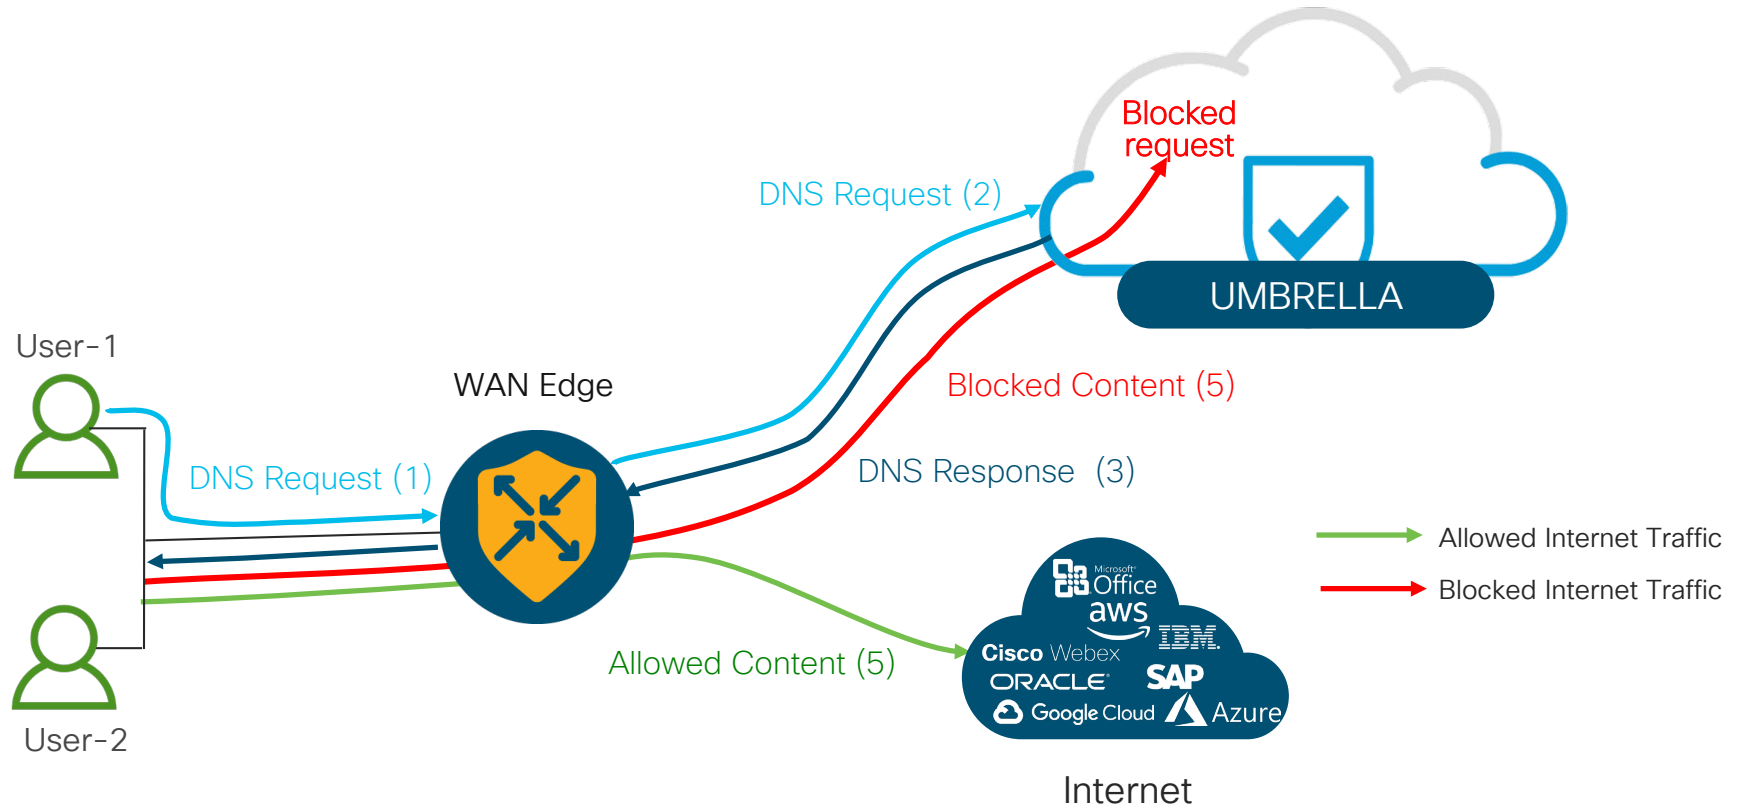 Blocked
request
DNS Request (2)
UMBRELLA
User-1
WAN Edge
Blocked Content (5)
DNS Request (1)
DNS Response (3)
Allowed Internet Traffic
Blocked Internet Traffic
Microsoft®
Office
aws
IBM.
Cisco Webex
ORACLE®
SAP
Google Cloud
Azure
Allowed Content (5)
User-2
Internet